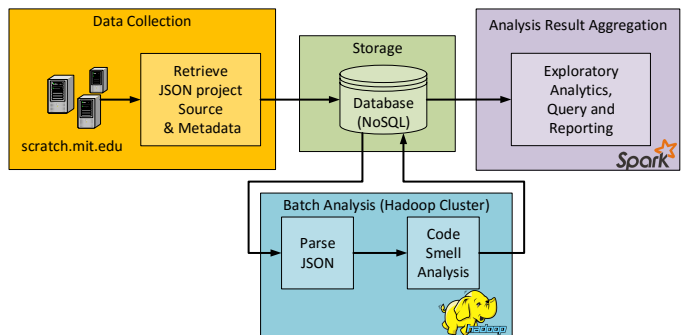 Data Collection
Retrieve
JSON project
Source
& Metadata
scratch.mit.edu
Storage
Database
(NoSQL)
Analysis Result Aggregation
Exploratory
Analytics,
Query and
Reporting
Spark
Batch Analysis (Hadoop Cluster)
Parse
JSON
Code
Smell
Analysis
hadoop